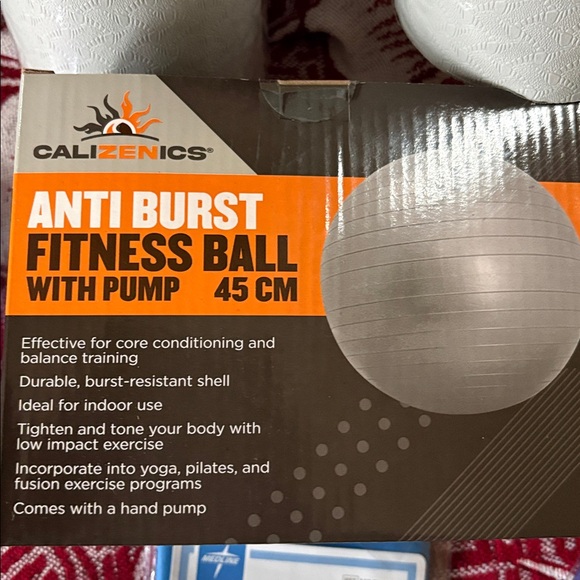 CALIZENICS®
ANTI BURST
FITNESS BALL
WITH PUMP 45 CM
Effective for core conditioning and
balance training
Durable, burst-resistant shell
Ideal for indoor use
Tighten and tone your body with
low impact exercise
Incorporate into yoga, pilates, and
fusion exercise programs
Comes with a hand pump
MEDLINE